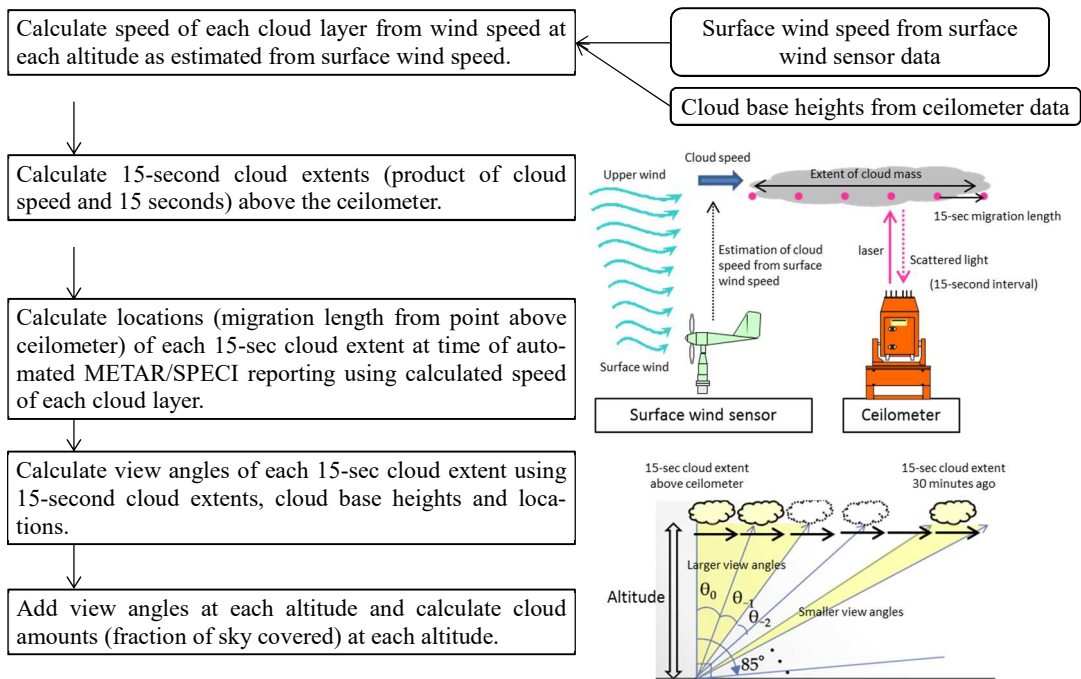 Calculate speed of each cloud layer from wind speed at
each altitude as estimated from surface wind speed.
Surface wind speed from surface
wind sensor data
Cloud base heights from ceilometer data
Calculate 15-second cloud extents (product of cloud
speed and 15 seconds) above the ceilometer.
Calculate locations (migration length from point above
ceilometer) of each 15-sec cloud extent at time of auto-
mated METAR/SPECI reporting using calculated speed
of each cloud layer.
Calculate view angles of each 15-sec cloud extent using
15-second cloud extents, cloud base heights and loca-
tions.
Add view angles at each altitude and calculate cloud
amounts (fraction of sky covered) at each altitude.
Upper wind
Cloud speed
Extent of cloud mass
15-sec migration length
Estimation of cloud
speed from surface
wind speed
laser
Scattered light
(15-second interval)
Surface wind
Surface wind sensor
Ceilometer
15-sec cloud extent
above ceilometer
15-sec cloud extent
30 minutes ago
Altitude
Larger view angles
θ0
θ−1
θ−2
Smaller view angles
85°